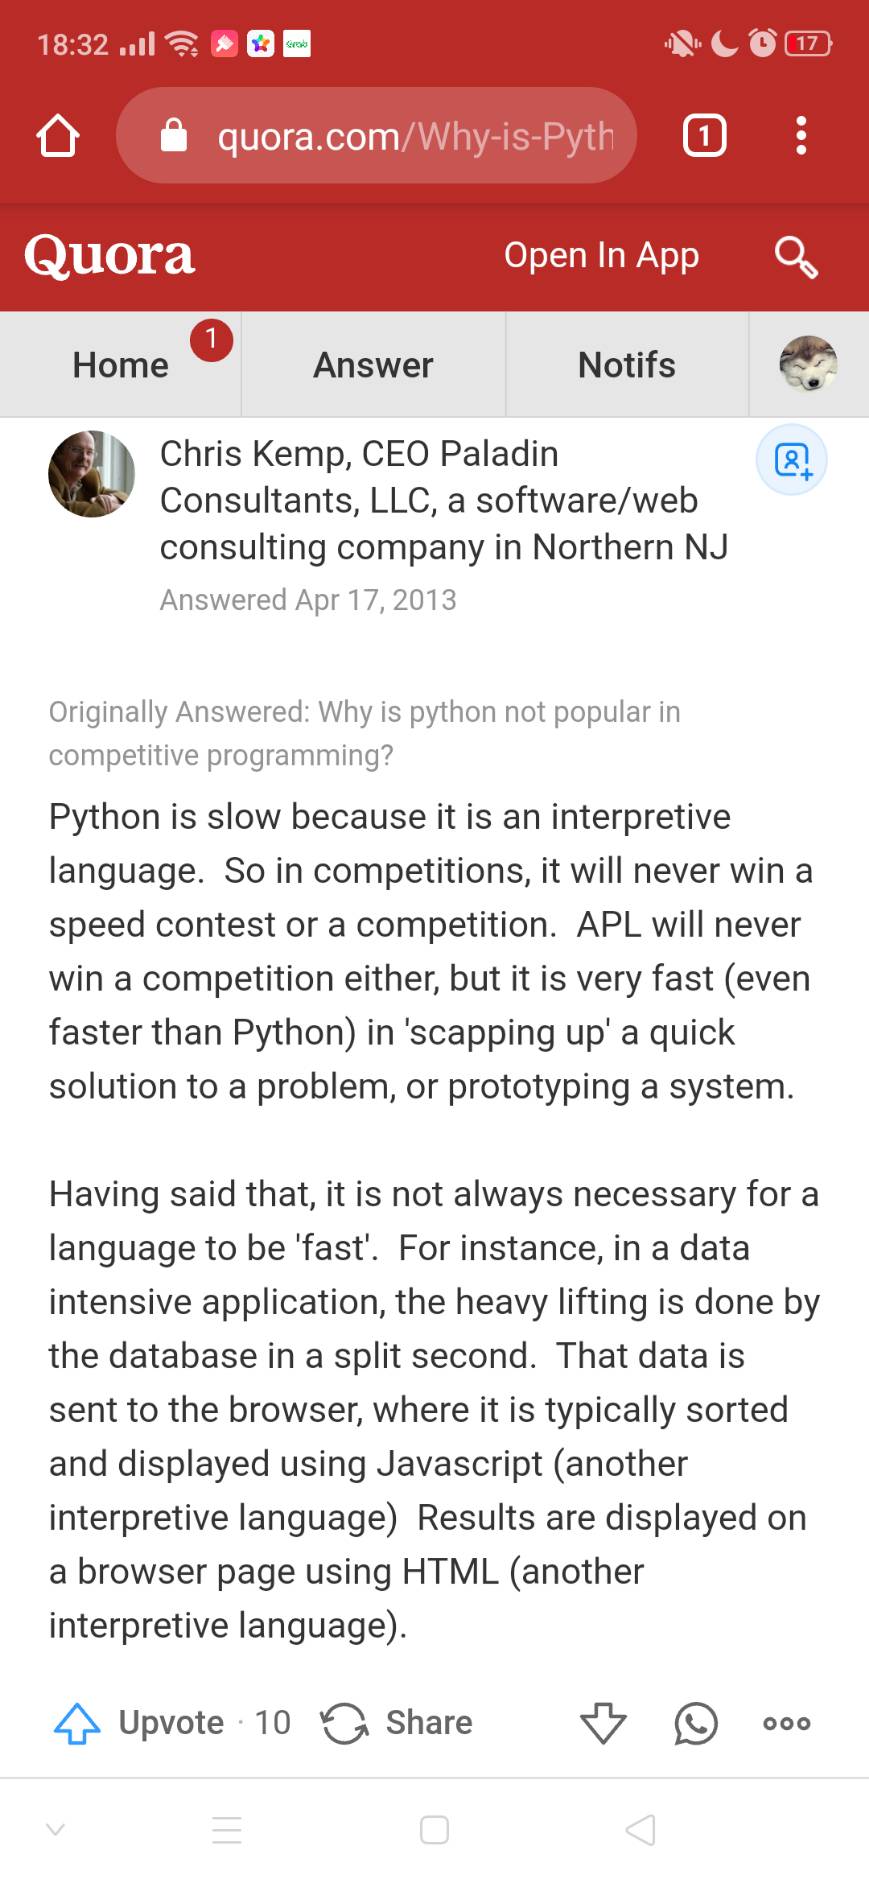 18:32
Grab
17
quora.com/Why-is-Pyth
1
Quora
Open In App
Home
1
Answer
Notifs
Chris Kemp, CEO Paladin
Consultants, LLC, a software/web
consulting company in Northern NJ
Answered Apr 17, 2013
Originally Answered: Why is python not popular in
competitive programming?
Python is slow because it is an interpretive
language.  So in competitions, it will never win a
speed contest or a competition.  APL will never
win a competition either, but it is very fast (even
faster than Python) in 'scapping up' a quick
solution to a problem, or prototyping a system.
Having said that, it is not always necessary for a
language to be 'fast'.  For instance, in a data
intensive application, the heavy lifting is done by
the database in a split second.  That data is
sent to the browser, where it is typically sorted
and displayed using Javascript (another
interpretive language)  Results are displayed on
a browser page using HTML (another
interpretive language).
Upvote · 10
Share